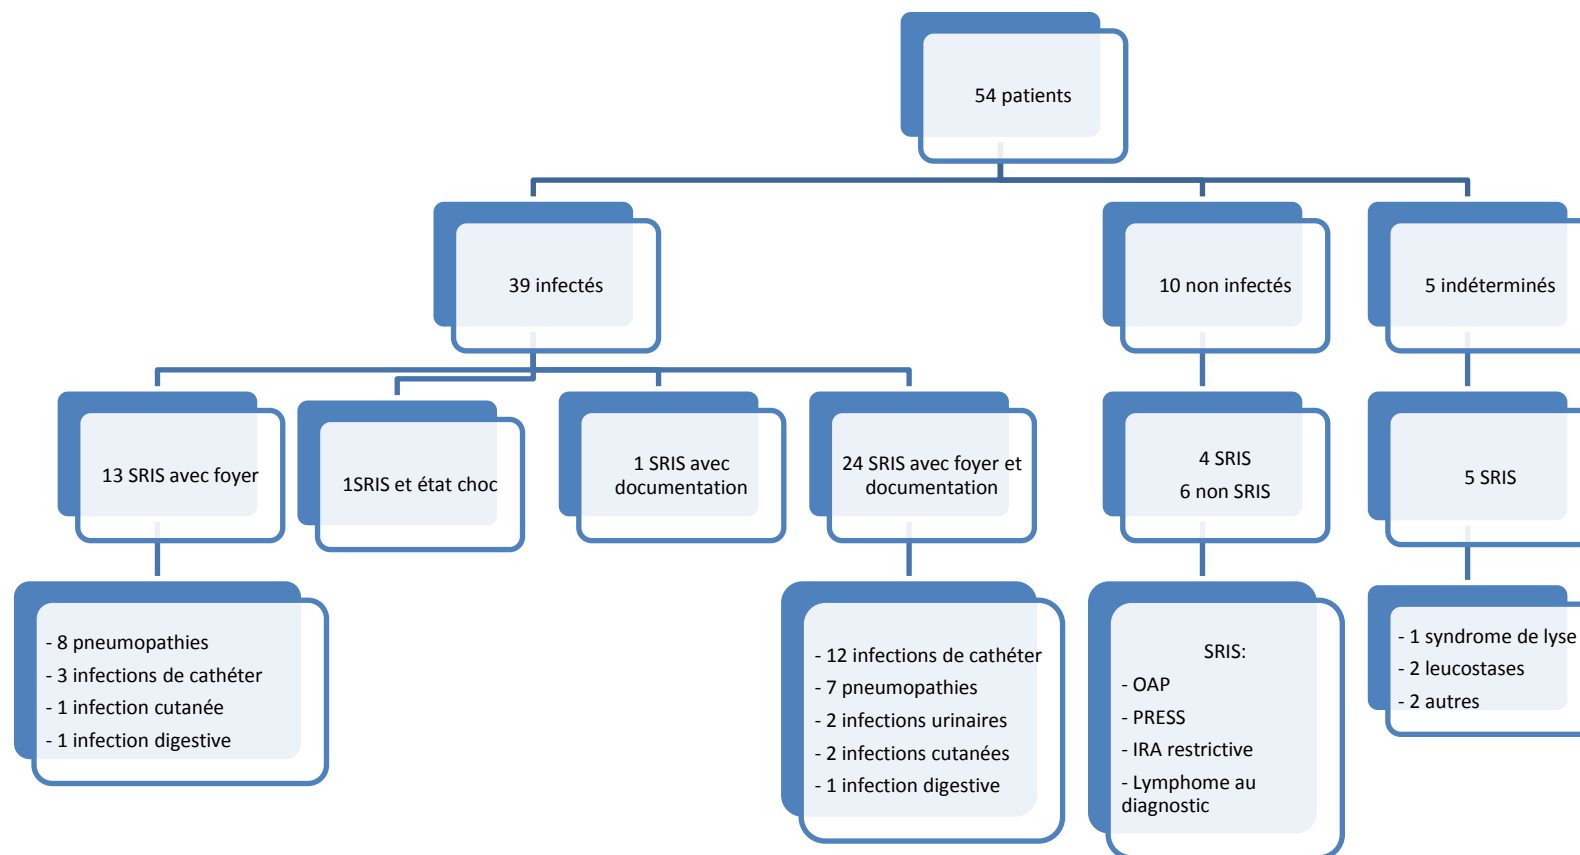 54 patients
39 infectés
10 non infectés
5 indéterminés
13 SRIS avec foyer
1SRIS et état choc
1 SRIS avec
documentation
24 SRIS avec foyer et
documentation
4 SRIS
6 non SRIS
5 SRIS
- 8 pneumopathies
- 3 infections de cathéter
- 1 infection cutanée
- 1 infection digestive
- 12 infections de cathéter
- 7 pneumopathies
- 2 infections urinaires
- 2 infections cutanées
- 1 infection digestive
SRIS:
- OAP
- PRESS
- IRA restrictive
- Lymphome au
diagnostic
- 1 syndrome de lyse
- 2 leucostases
- 2 autres